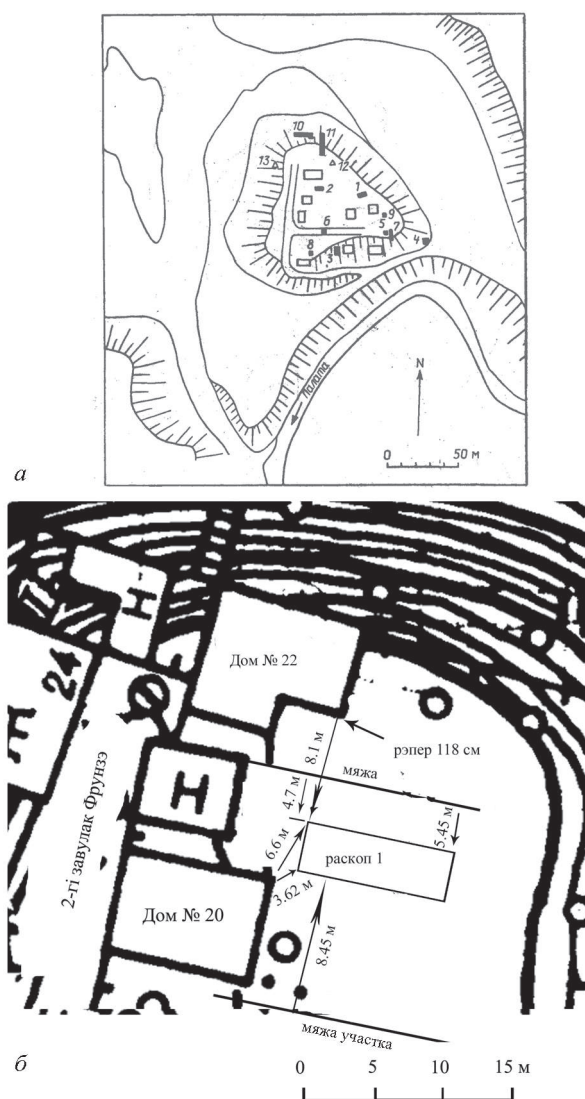 10
11
13
12
2
1
9
6
5
7
8
3
4
Палата
N
0 50 м
а
Н
Дом № 22
24
рэпер 118 см
8.1 м
мяжа
4.7 м
5.45 м
2-гі завулак Фрунзэ
Н
6.6 м
раскоп 1
3.62 м
Дом № 20
8.45 м
мяжа участка
б
0 5 10 15 м